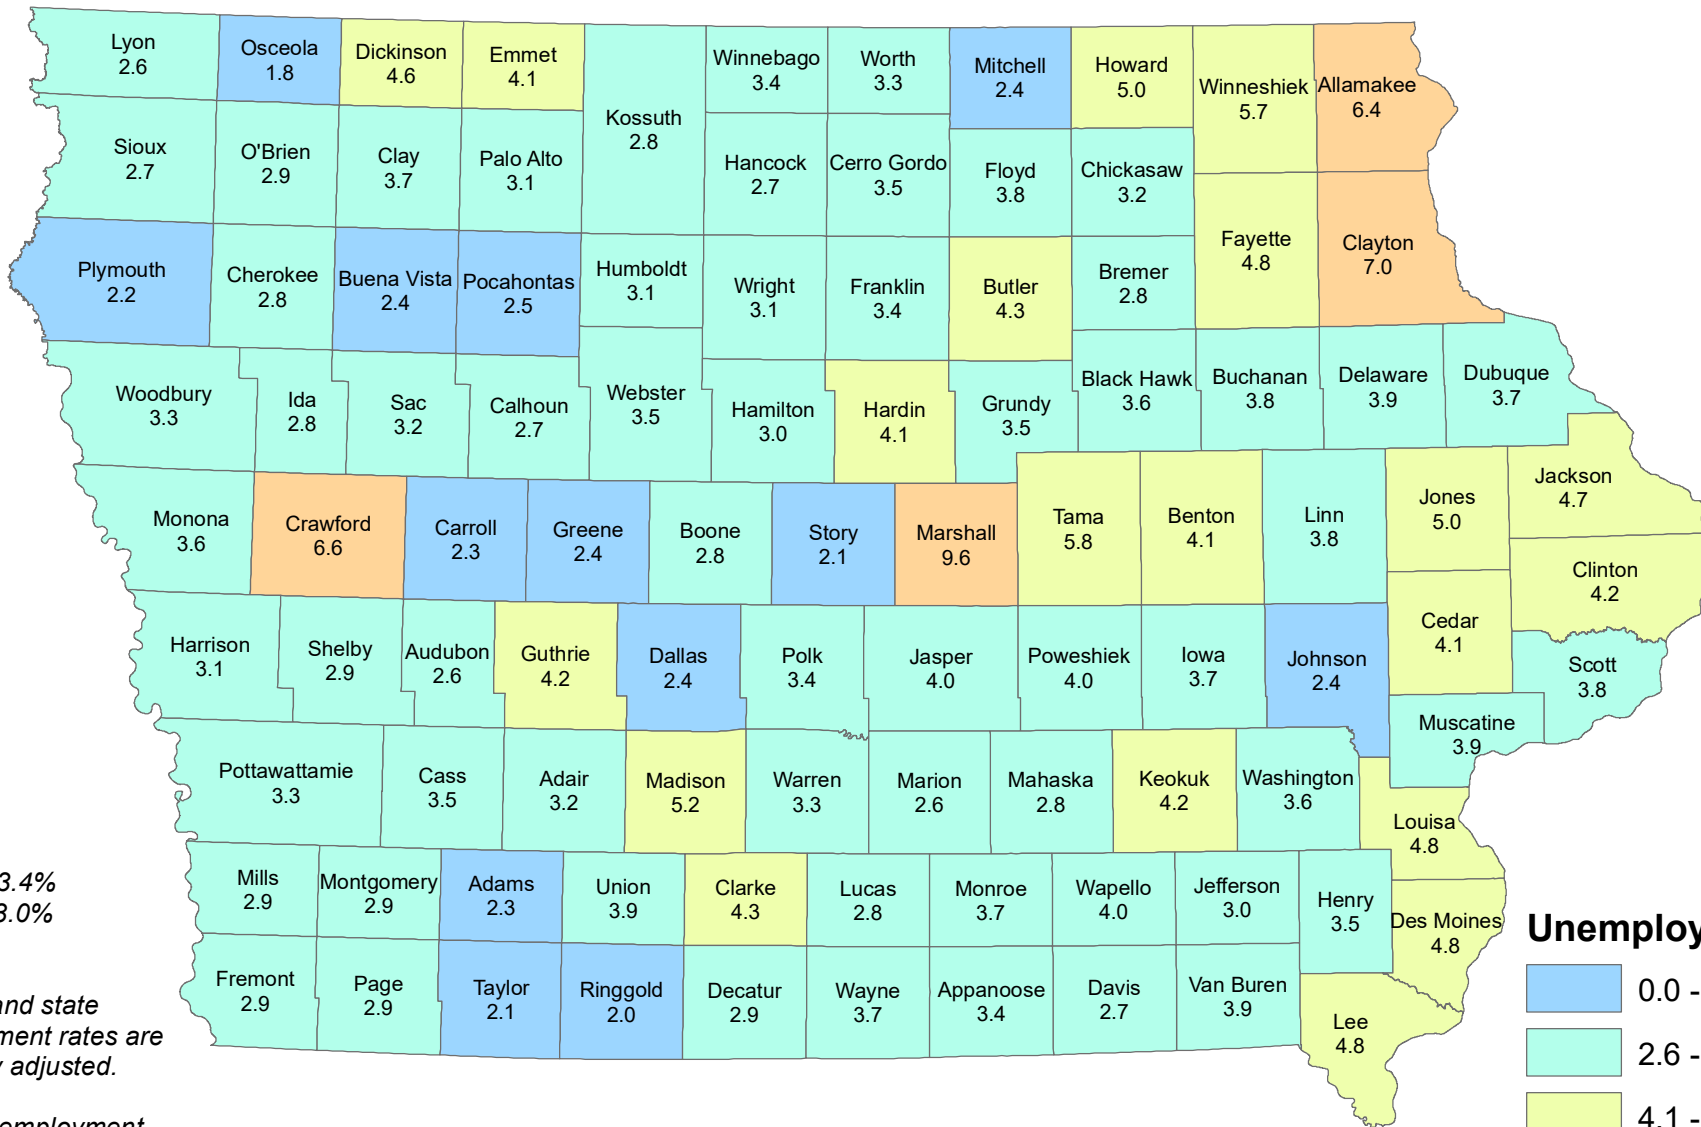 Lyon
2.6
Osceola
1.8
Dickinson
4.6
Emmet
4.1
Kossuth
2.8
Winnebago
3.4
Worth
3.3
Mitchell
2.4
Howard
5.0
Winneshiek
5.7
Allamakee
6.4
Sioux
2.7
O'Brien
2.9
Clay
3.7
Palo Alto
3.1
Hancock
2.7
Cerro Gordo
3.5
Floyd
3.8
Chickasaw
3.2
Fayette
4.8
Clayton
7.0
Plymouth
2.2
Cherokee
2.8
Buena Vista
2.4
Pocahontas
2.5
Humboldt
3.1
Wright
3.1
Franklin
3.4
Butler
4.3
Bremer
2.8
Woodbury
3.3
Ida
2.8
Sac
3.2
Calhoun
2.7
Webster
3.5
Hamilton
3.0
Hardin
4.1
Grundy
3.5
Black Hawk
3.6
Buchanan
3.8
Delaware
3.9
Dubuque
3.7
Monona
3.6
Crawford
6.6
Carroll
2.3
Greene
2.4
Boone
2.8
Story
2.1
Marshall
9.6
Tama
5.8
Benton
4.1
Linn
3.8
Jones
5.0
Jackson
4.7
Clinton
4.2
Cedar
4.1
Harrison
3.1
Shelby
2.9
Audubon
2.6
Guthrie
4.2
Dallas
2.4
Polk
3.4
Jasper
4.0
Poweshiek
4.0
Iowa
3.7
Johnson
2.4
Scott
3.8
Muscatine
3.9
Pottawattamie
3.3
Cass
3.5
Adair
3.2
Madison
5.2
Warren
3.3
Marion
2.6
Mahaska
2.8
Keokuk
4.2
Washington
3.6
Louisa
4.8
Mills
2.9
Montgomery
2.9
Adams
2.3
Union
3.9
Clarke
4.3
Lucas
2.8
Monroe
3.7
Wapello
4.0
Jefferson
3.0
Henry
3.5
Des Moines
4.8
Fremont
2.9
Page
2.9
Taylor
2.1
Ringgold
2.0
Decatur
2.9
Wayne
3.7
Appanoose
3.4
Davis
2.7
Van Buren
3.9
Lee
4.8
3.4%
3.0%
and state
ment rates are
y adjusted.
employment
Unemploy
0.0 -
2.6 -
4.1 -